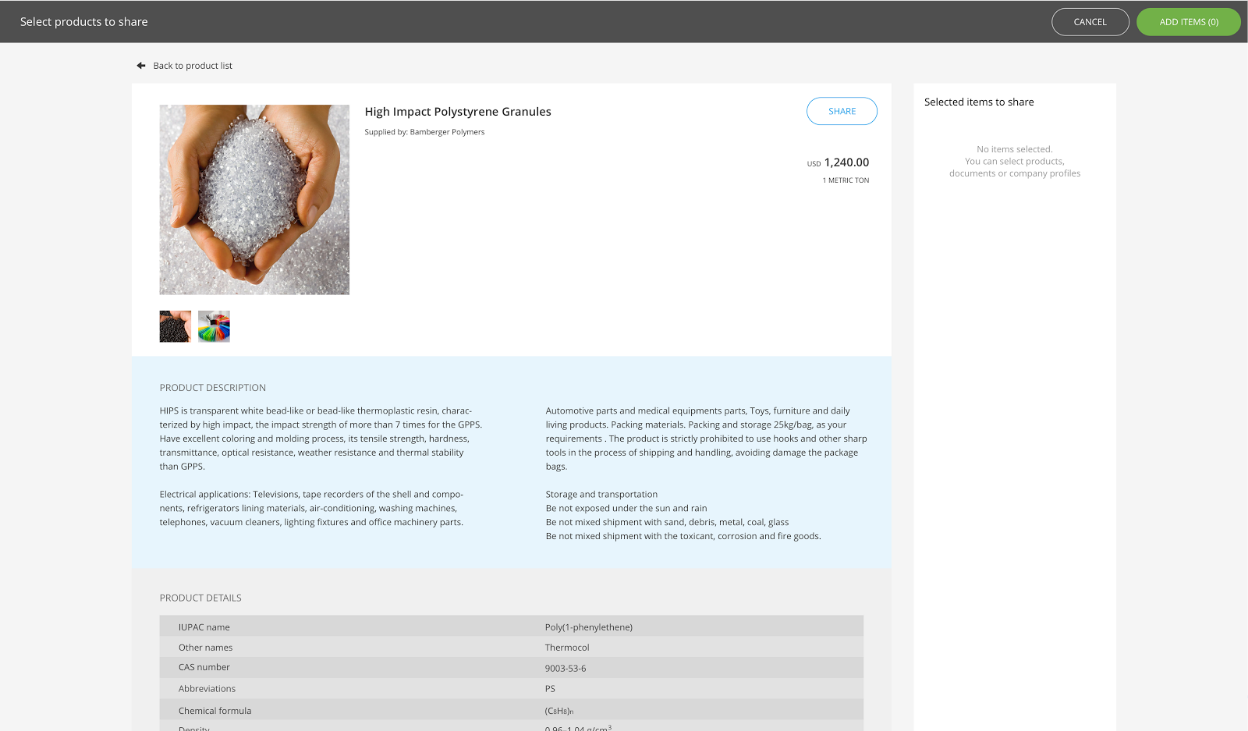 Select products to share
CANCEL
ADD ITEMS (0)
Back to product list
High Impact Polystyrene Granules
Supplied by: Bamberger Polymers
SHARE
USD 1,240.00
1 METRIC TON
Selected items to share
No items selected.
You can select products,
documents or company profiles
PRODUCT DESCRIPTION
HIPS is transparent white bead-like or bead-like thermoplastic resin, charac-
terized by high impact, the impact strength of more than 7 times for the GPPS.
Have excellent coloring and molding process, its tensile strength, hardness,
transmittance, optical resistance, weather resistance and thermal stability
than GPPS.
Electrical applications: Televisions, tape recorders of the shell and compo-
nents, refrigerators lining materials, air-conditioning, washing machines,
telephones, vacuum cleaners, lighting fixtures and office machinery parts.
Automotive parts and medical equipments parts, Toys, furniture and daily
living products. Packing materials. Packing and storage 25kg/bag, as your
requirements . The product is strictly prohibited to use hooks and other sharp
tools in the process of shipping and handling, avoiding damage the package
bags.
Storage and transportation
Be not exposed under the sun and rain
Be not mixed shipment with sand, debris, metal, coal, glass
Be not mixed shipment with the toxicant, corrosion and fire goods.
PRODUCT DETAILS
IUPAC name Poly(1-phenylethene)
Other names Thermocol
CAS number 9003-53-6
Abbreviations PS
Chemical formula (C8H8)n
Density 0.96–1.04 g/cm3